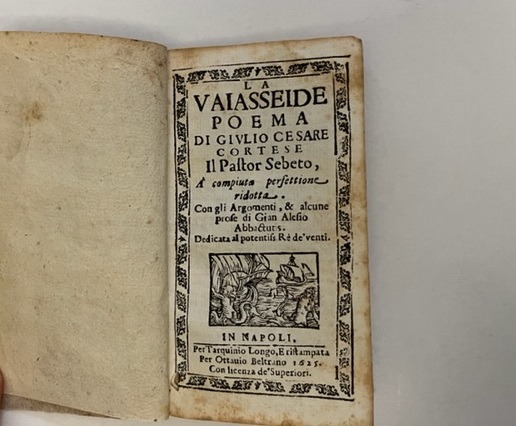 LA
VAIASSEIDE
POEMA
DI GIVLIO CESARE
CORTESE
Il Pastor Sebeto,
A compiuta perfettione
ridotta.
Con gli Argomenti, & alcune
prose di Gian Alesio
Abbactutis.
Dedicata al potentiss Rè de'venti.
IN NAPOLI,
Per Tarquinio Longo, E ristampata
Per Ottauio Beltrano 1625.
Con licenza de'Superiori.